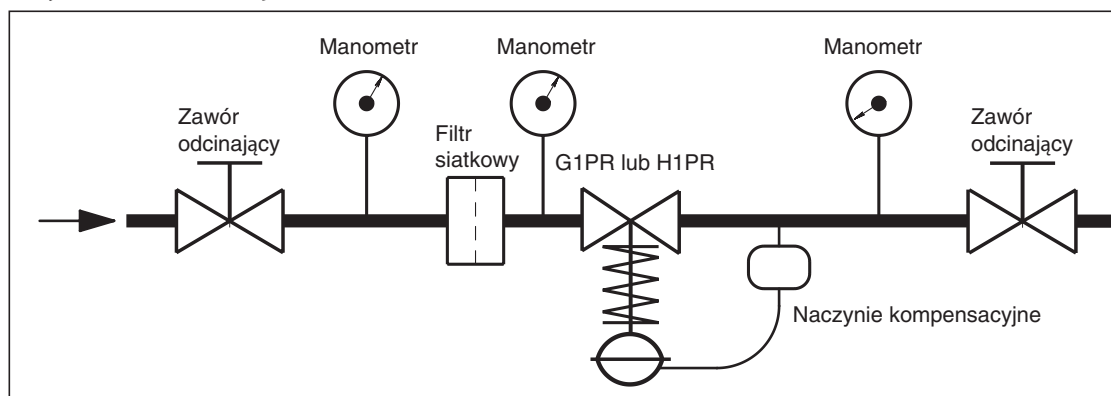 Manometr
Manometr
Manometr
Zawór
odcinający
Filtr
siatkowy
G1PR lub H1PR
Zawór
odcinający
Naczynie kompensacyjne